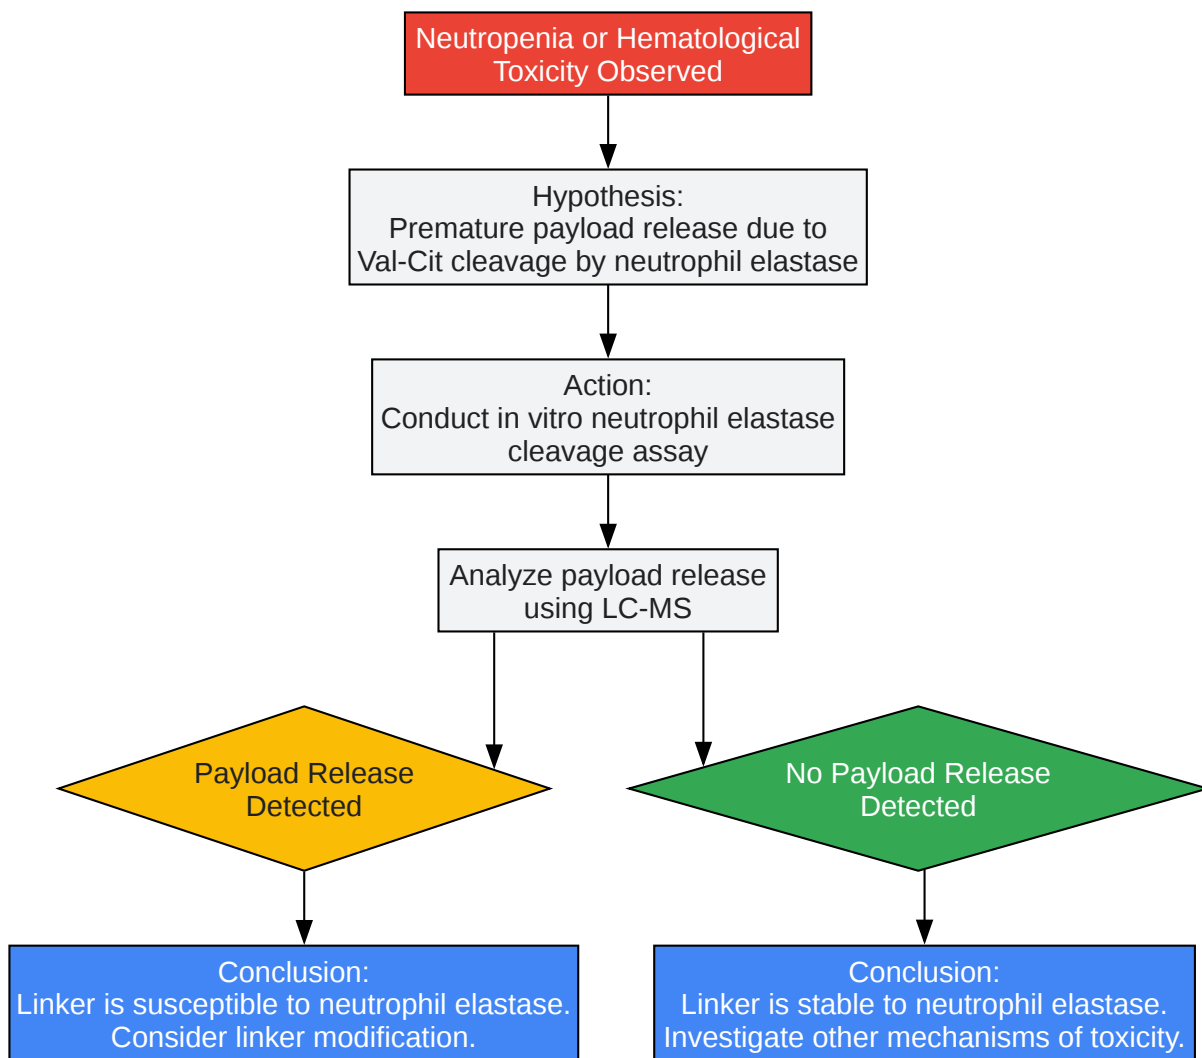 Neutropenia or Hematological
Toxicity Observed
Hypothesis:
Premature payload release due to
Val-Cit cleavage by neutrophil elastase
Action:
Conduct in vitro neutrophil elastase
cleavage assay
Analyze payload release
using LC-MS
Payload Release
Detected
No Payload Release
Detected
Conclusion:
Linker is susceptible to neutrophil elastase.
Consider linker modification.
Conclusion:
Linker is stable to neutrophil elastase.
Investigate other mechanisms of toxicity.